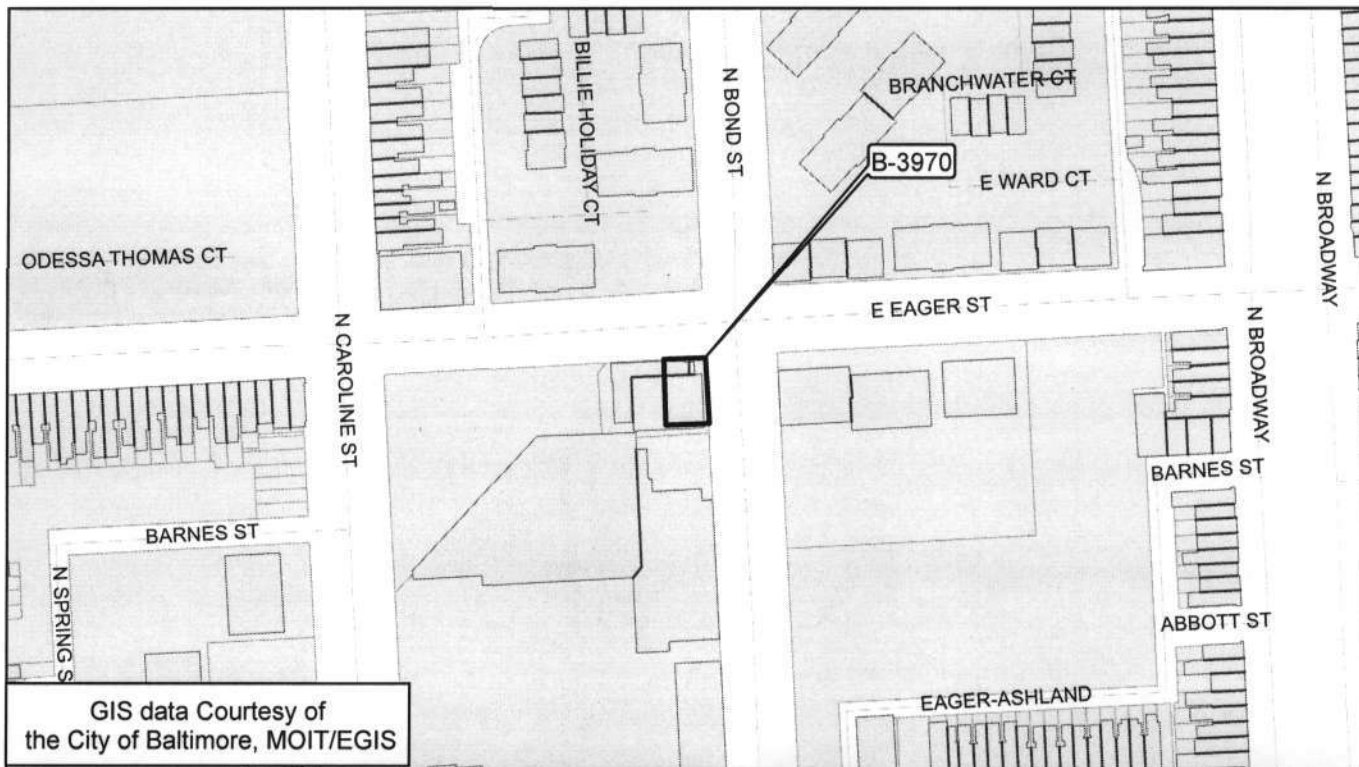 BILLIE HOLIDAY CT
N BOND ST
BRANCHWATER CT
B-3970
E WARD CT
N BROADWAY
ODESSA THOMAS CT
E EAGER ST
N CAROLINE ST
N BROADWAY
BARNES ST
BARNES ST
N SPRING S
ABBOTT ST
EAGER-ASHLAND
GIS data Courtesy of
the City of Baltimore, MOIT/EGIS